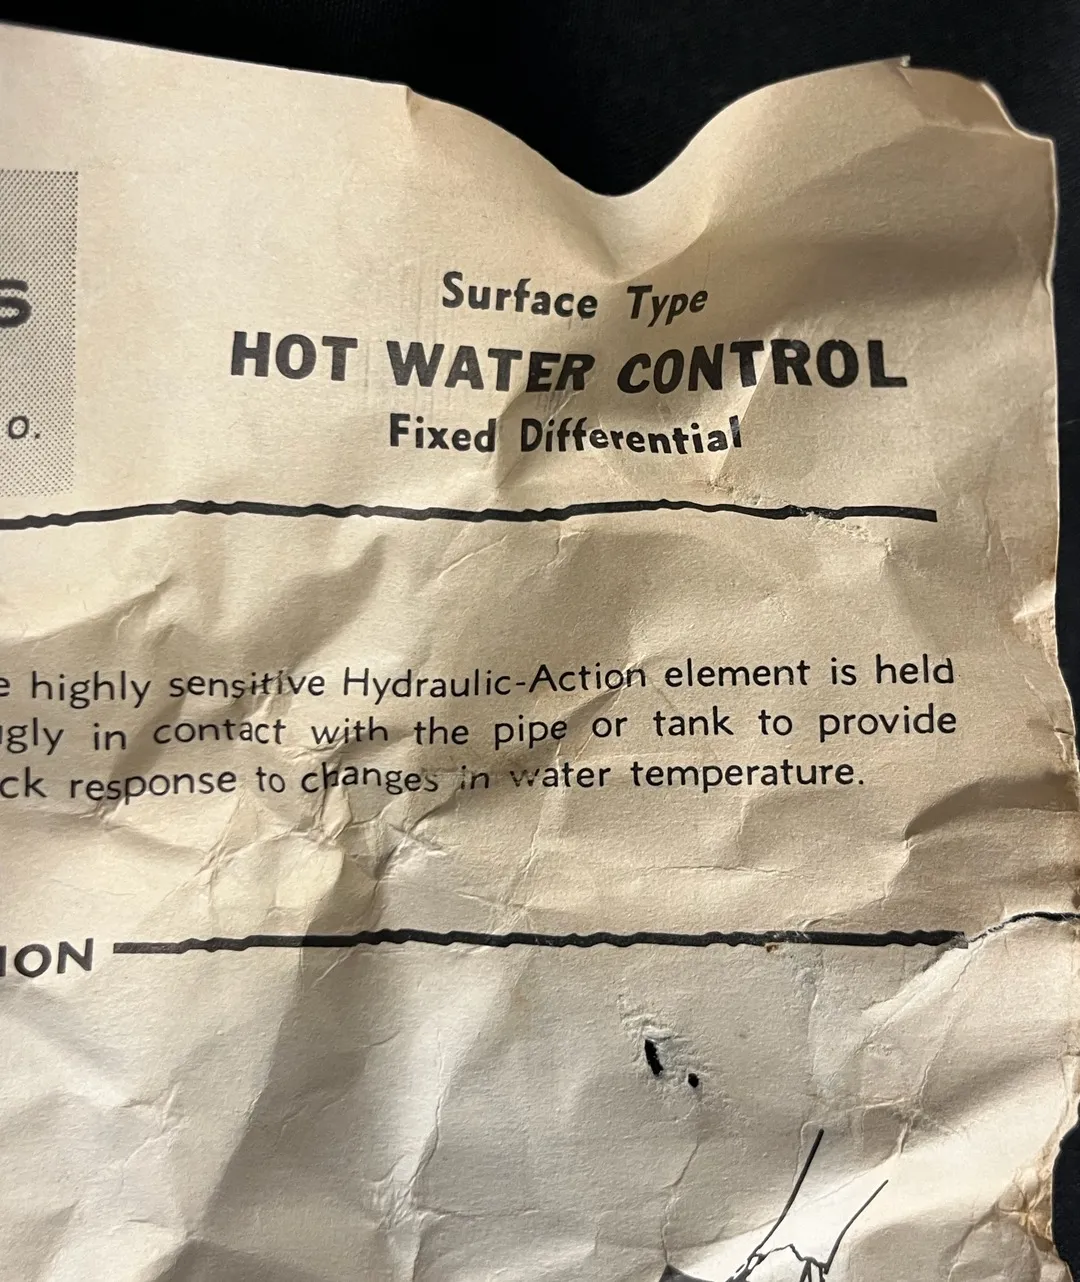 S
O.
Surface Type
HOT WATER CONTROL
Fixed Differential
highly sensitive Hydraulic-Action element is held
in contact with the pipe or tank to provide
response to changes in water temperature.
ION